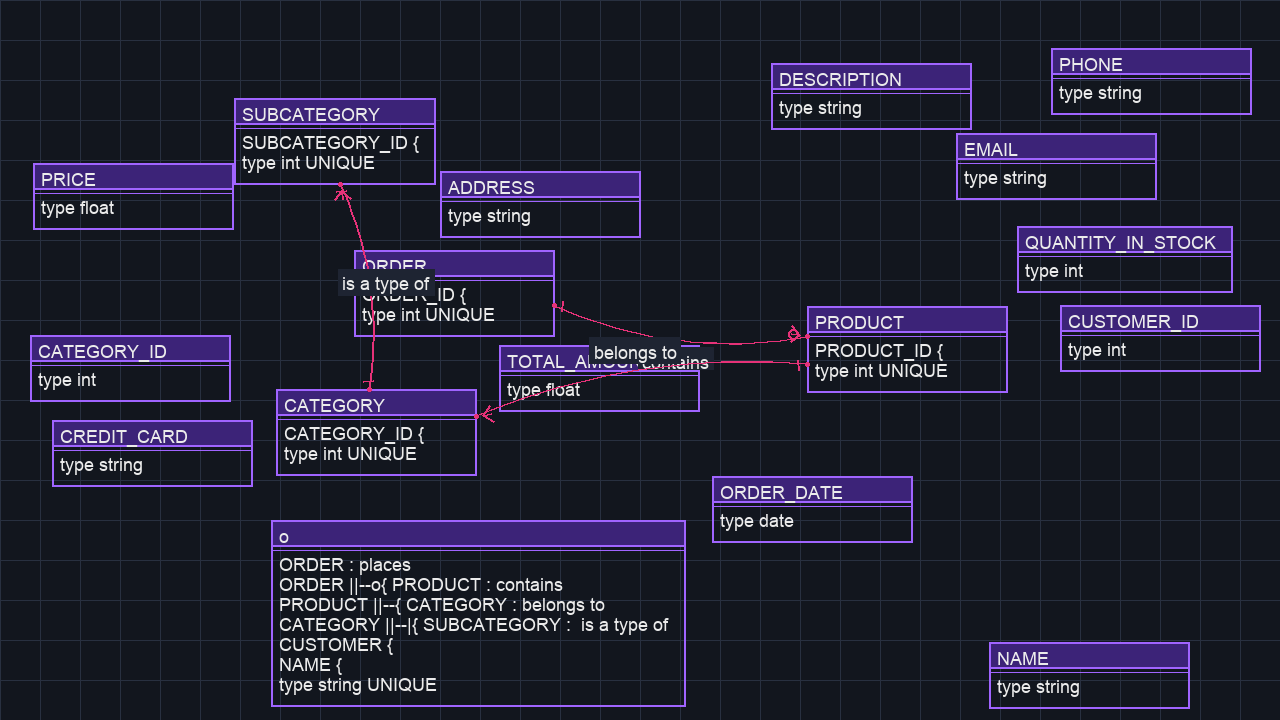 PHONE
type string
DESCRIPTION
type string
SUBCATEGORY
SUBCATEGORY_ID {
type int UNIQUE
EMAIL
type string
PRICE
type float
ADDRESS
type string
QUANTITY_IN_STOCK
type int
ORDER
is a type of
ORDER_ID {
type int UNIQUE
PRODUCT
PRODUCT_ID {
type int UNIQUE
CUSTOMER_ID
type int
CATEGORY_ID
type int
belongs to
contains
type float
CATEGORY
CATEGORY_ID {
type int UNIQUE
CREDIT_CARD
type string
ORDER_DATE
type date
o
ORDER : places
ORDER ||--o{ PRODUCT : contains
PRODUCT ||--{ CATEGORY : belongs to
CATEGORY ||--|{ SUBCATEGORY :  is a type of
CUSTOMER {
NAME {
type string UNIQUE
NAME
type string